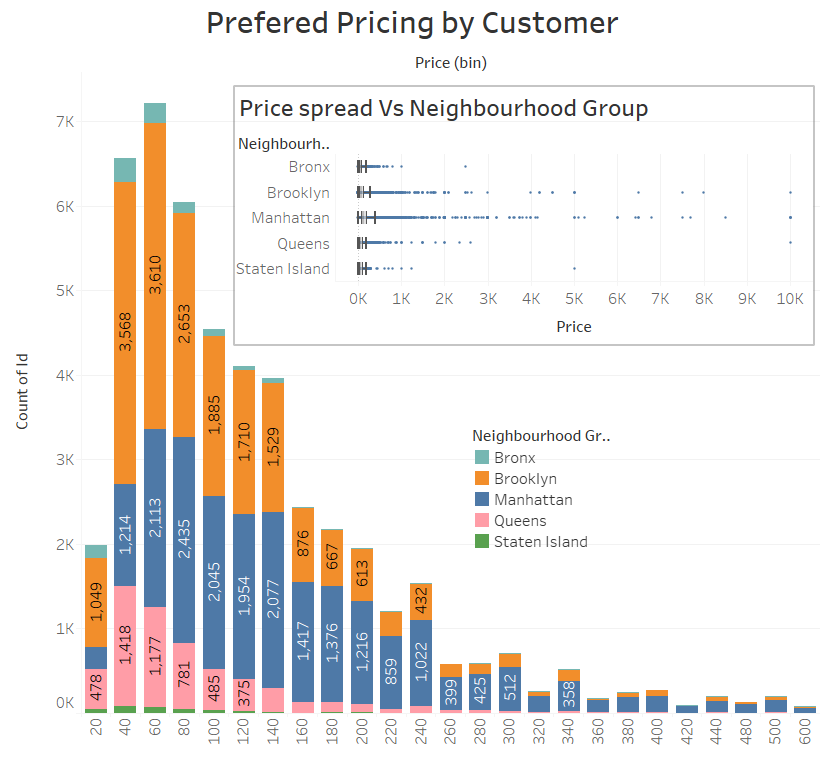 Prefered Pricing by Customer
Price (bin)
Price spread Vs Neighbourhood Group
Neighbourh..
Bronx
Brooklyn
Manhattan
Queens
Staten Island
0K 1K 2K 3K 4K 5K 6K 7K 8K 9K 10K
Price
Count of Id
7K
6K
5K
4K
3K
2K
1K
0K
Neighbourhood Gr..
Bronx
Brooklyn
Manhattan
Queens
Staten Island
1,049
478
3,568
1,214
1,418
3,610
2,113
1,177
2,653
2,435
781
1,885
2,045
485
1,710
1,954
375
1,529
2,077
876
1,417
667
1,376
613
1,216
859
432
1,022
399
425
512
358
20 40 60 80 100 120 140 160 180 200 220 240 260 280 300 320 340 360 380 400 420 440 480 500 600